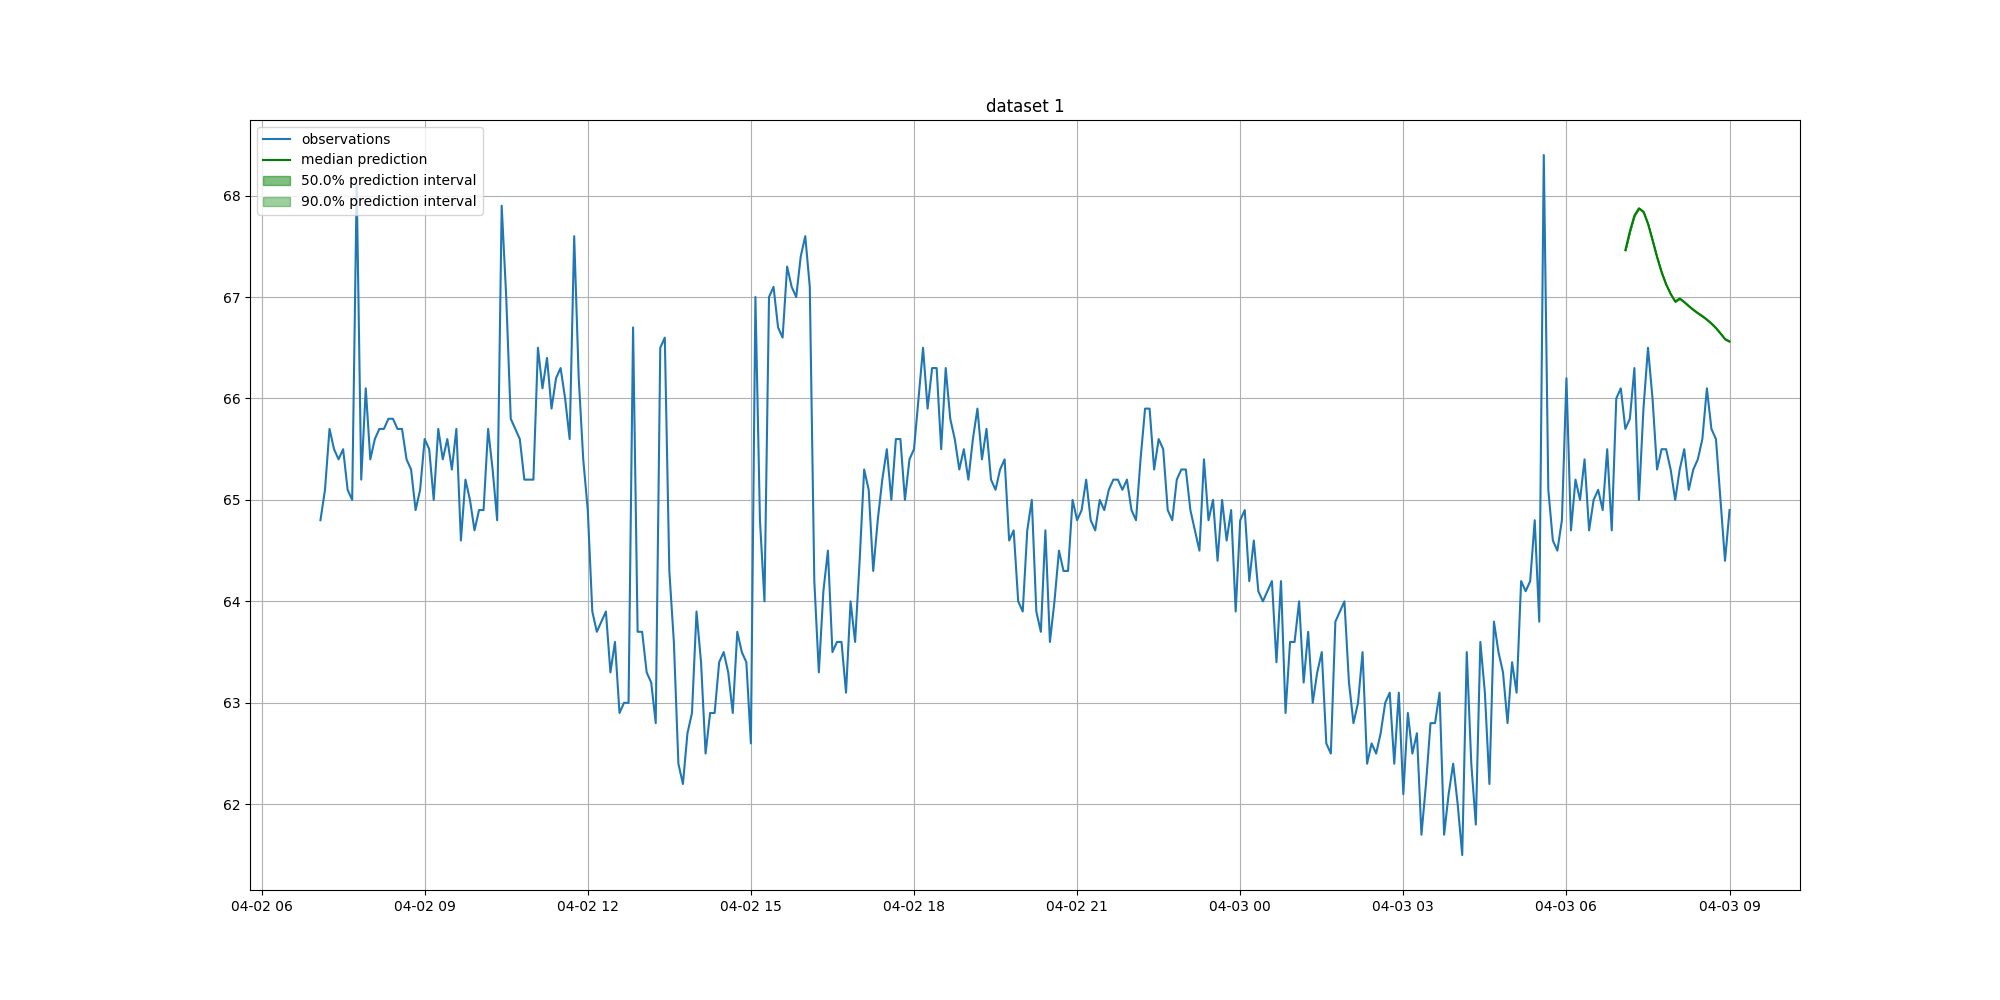 dataset 1
observations
median prediction
50.0% prediction interval
90.0% prediction interval
68
67
66
65
64
63
62
04-02 06 04-02 09 04-02 12 04-02 15 04-02 18 04-02 21 04-03 00 04-03 03 04-03 06 04-03 09